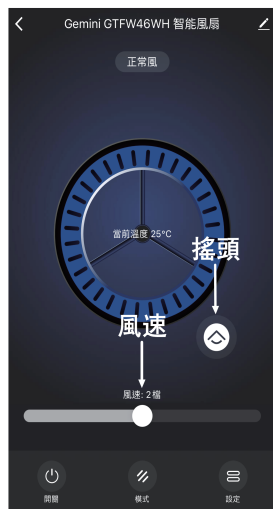 Gemini GTFW46WH 智能風扇
正常風
當前溫度 25°C
搖頭
風速
風速: 2檔
開關
模式
設定